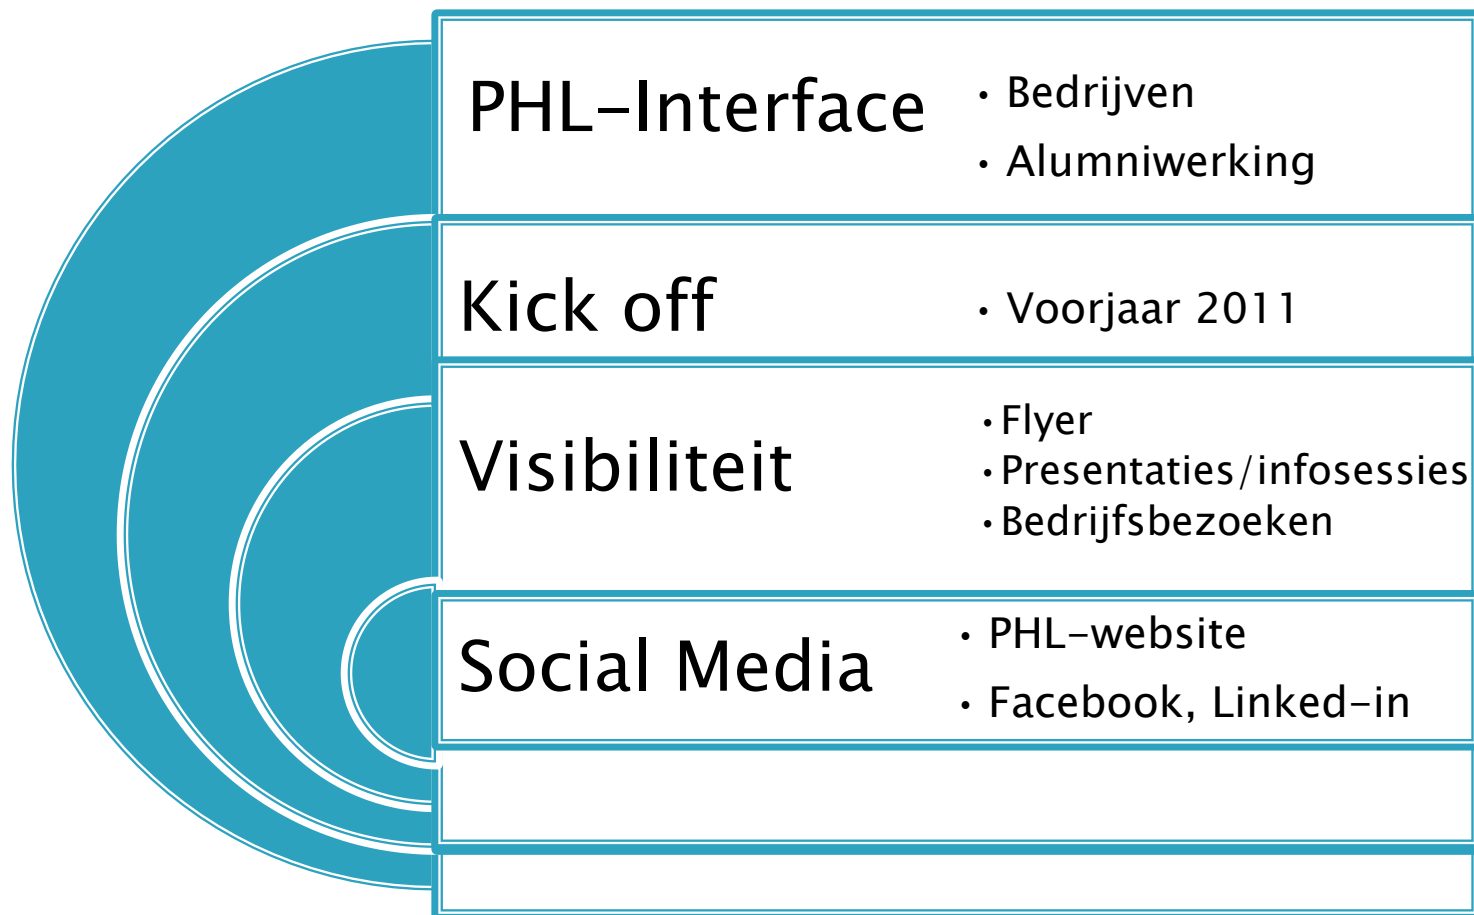 PHL-Interface
• Bedrijven
• Alumniwerking
Kick off
• Voorjaar 2011
Visibiliteit
• Flyer
• Presentaties/infosessies
• Bedrijfsbezoeken
Social Media
• PHL-website
• Facebook, Linked-in